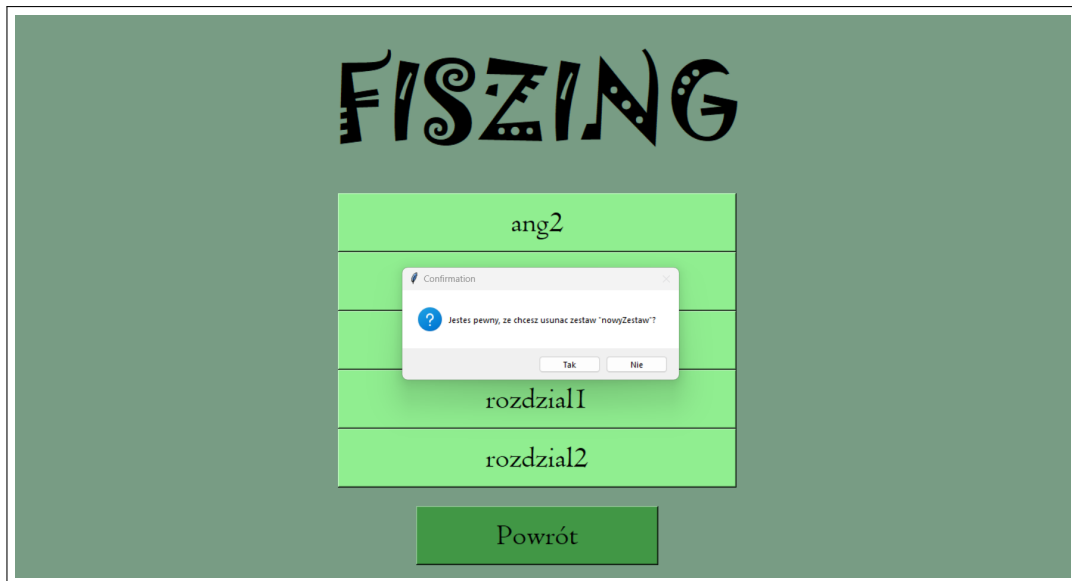 FISZING
ang2
Confirmation
Jestes pewny, ze chcesz usunac zestaw "nowyZestaw"?
Tak Nie
rozdzial1
rozdzial2
Powrót